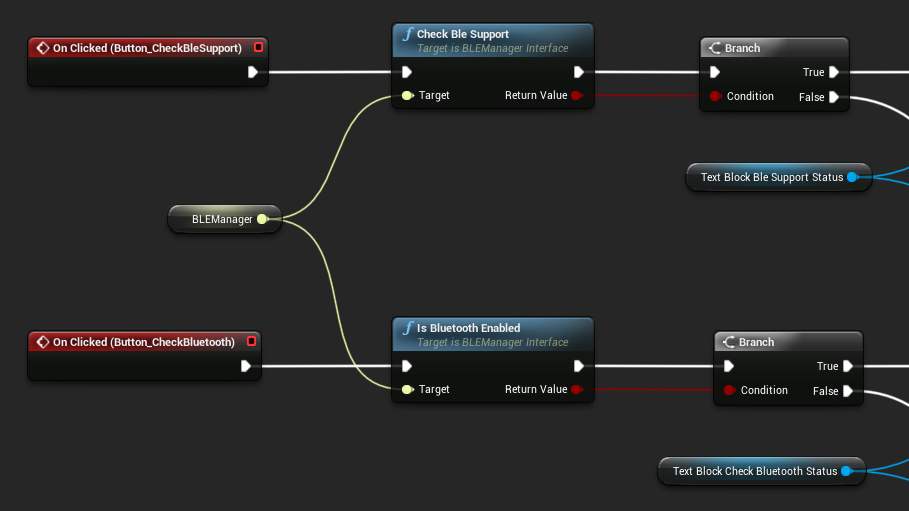 On Clicked (Button_CheckBleSupport)
Check Ble Support
Target is BLEManager Interface
Target
Return Value
Branch
True
Condition
False
Text Block Ble Support Status
BLEManager
On Clicked (Button_CheckBluetooth)
Is Bluetooth Enabled
Target is BLEManager Interface
Target
Return Value
Branch
True
Condition
False
Text Block Check Bluetooth Status